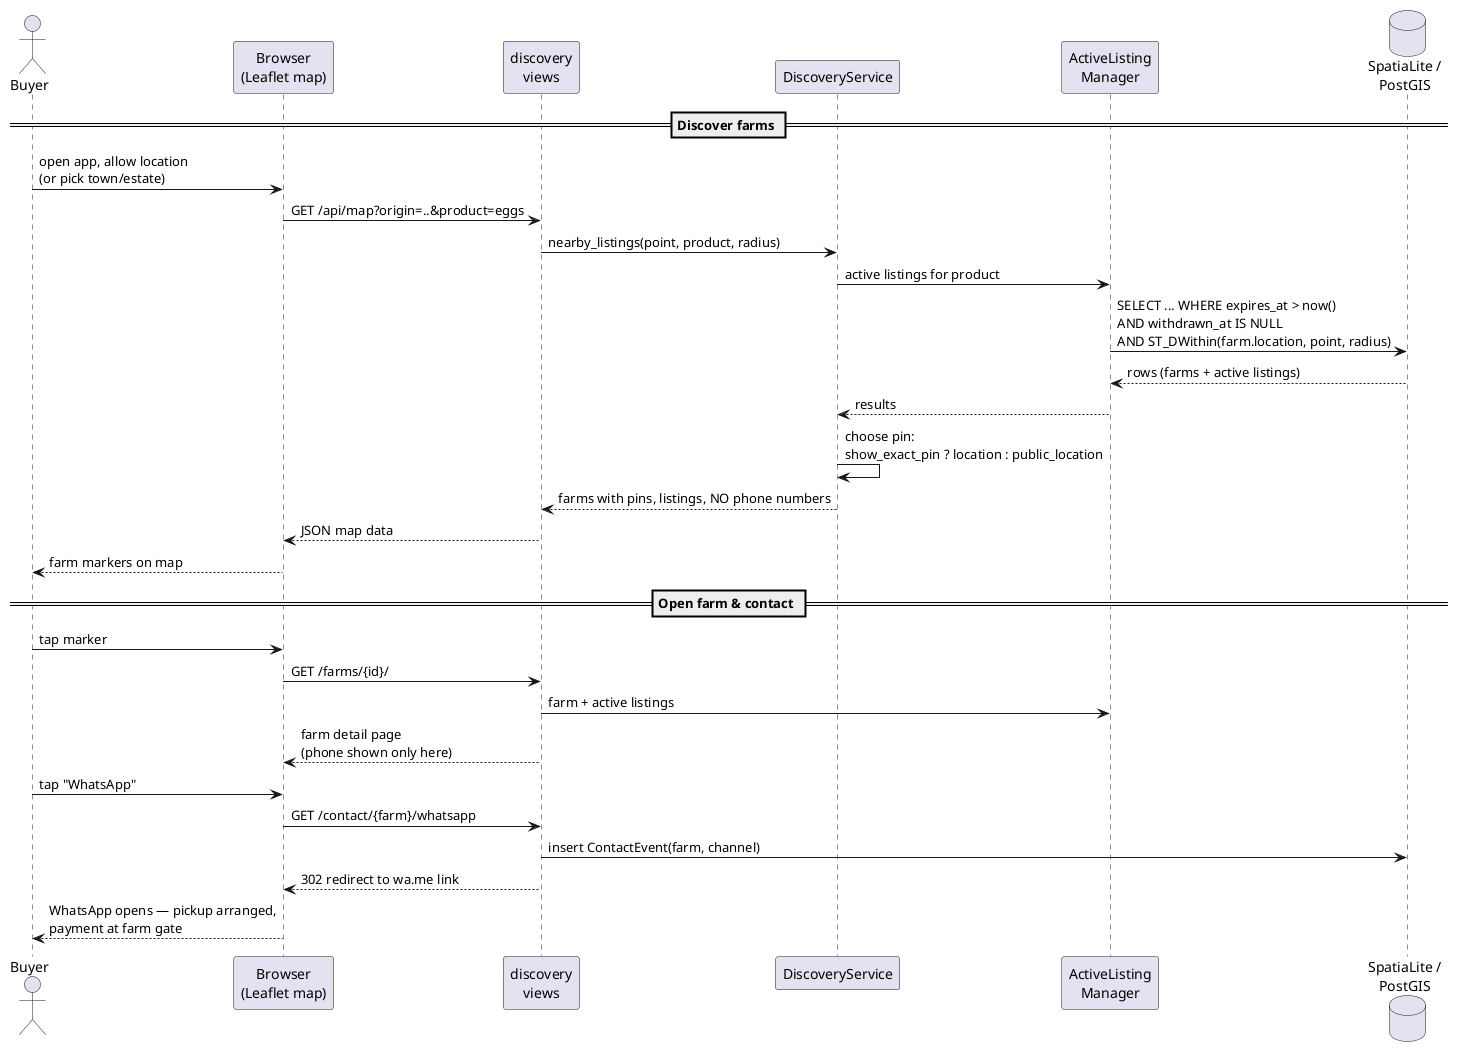 Buyer
Browser
(Leaflet map)
discovery
views
DiscoveryService
ActiveListing
Manager
SpatiaLite /
PostGIS
Discover farms
open app, allow location
(or pick town/estate)
GET /api/map?origin=..&product=eggs
nearby_listings(point, product, radius)
active listings for product
SELECT ... WHERE expires_at > now()
AND withdrawn_at IS NULL
AND ST_DWithin(farm.location, point, radius)
rows (farms + active listings)
results
choose pin:
show_exact_pin ? location : public_location
farms with pins, listings, NO phone numbers
JSON map data
farm markers on map
Open farm & contact
tap marker
GET /farms/{id}/
farm + active listings
farm detail page
(phone shown only here)
tap "WhatsApp"
GET /contact/{farm}/whatsapp
insert ContactEvent(farm, channel)
302 redirect to wa.me link
WhatsApp opens — pickup arranged,
payment at farm gate
Buyer
Browser
(Leaflet map)
discovery
views
DiscoveryService
ActiveListing
Manager
SpatiaLite /
PostGIS